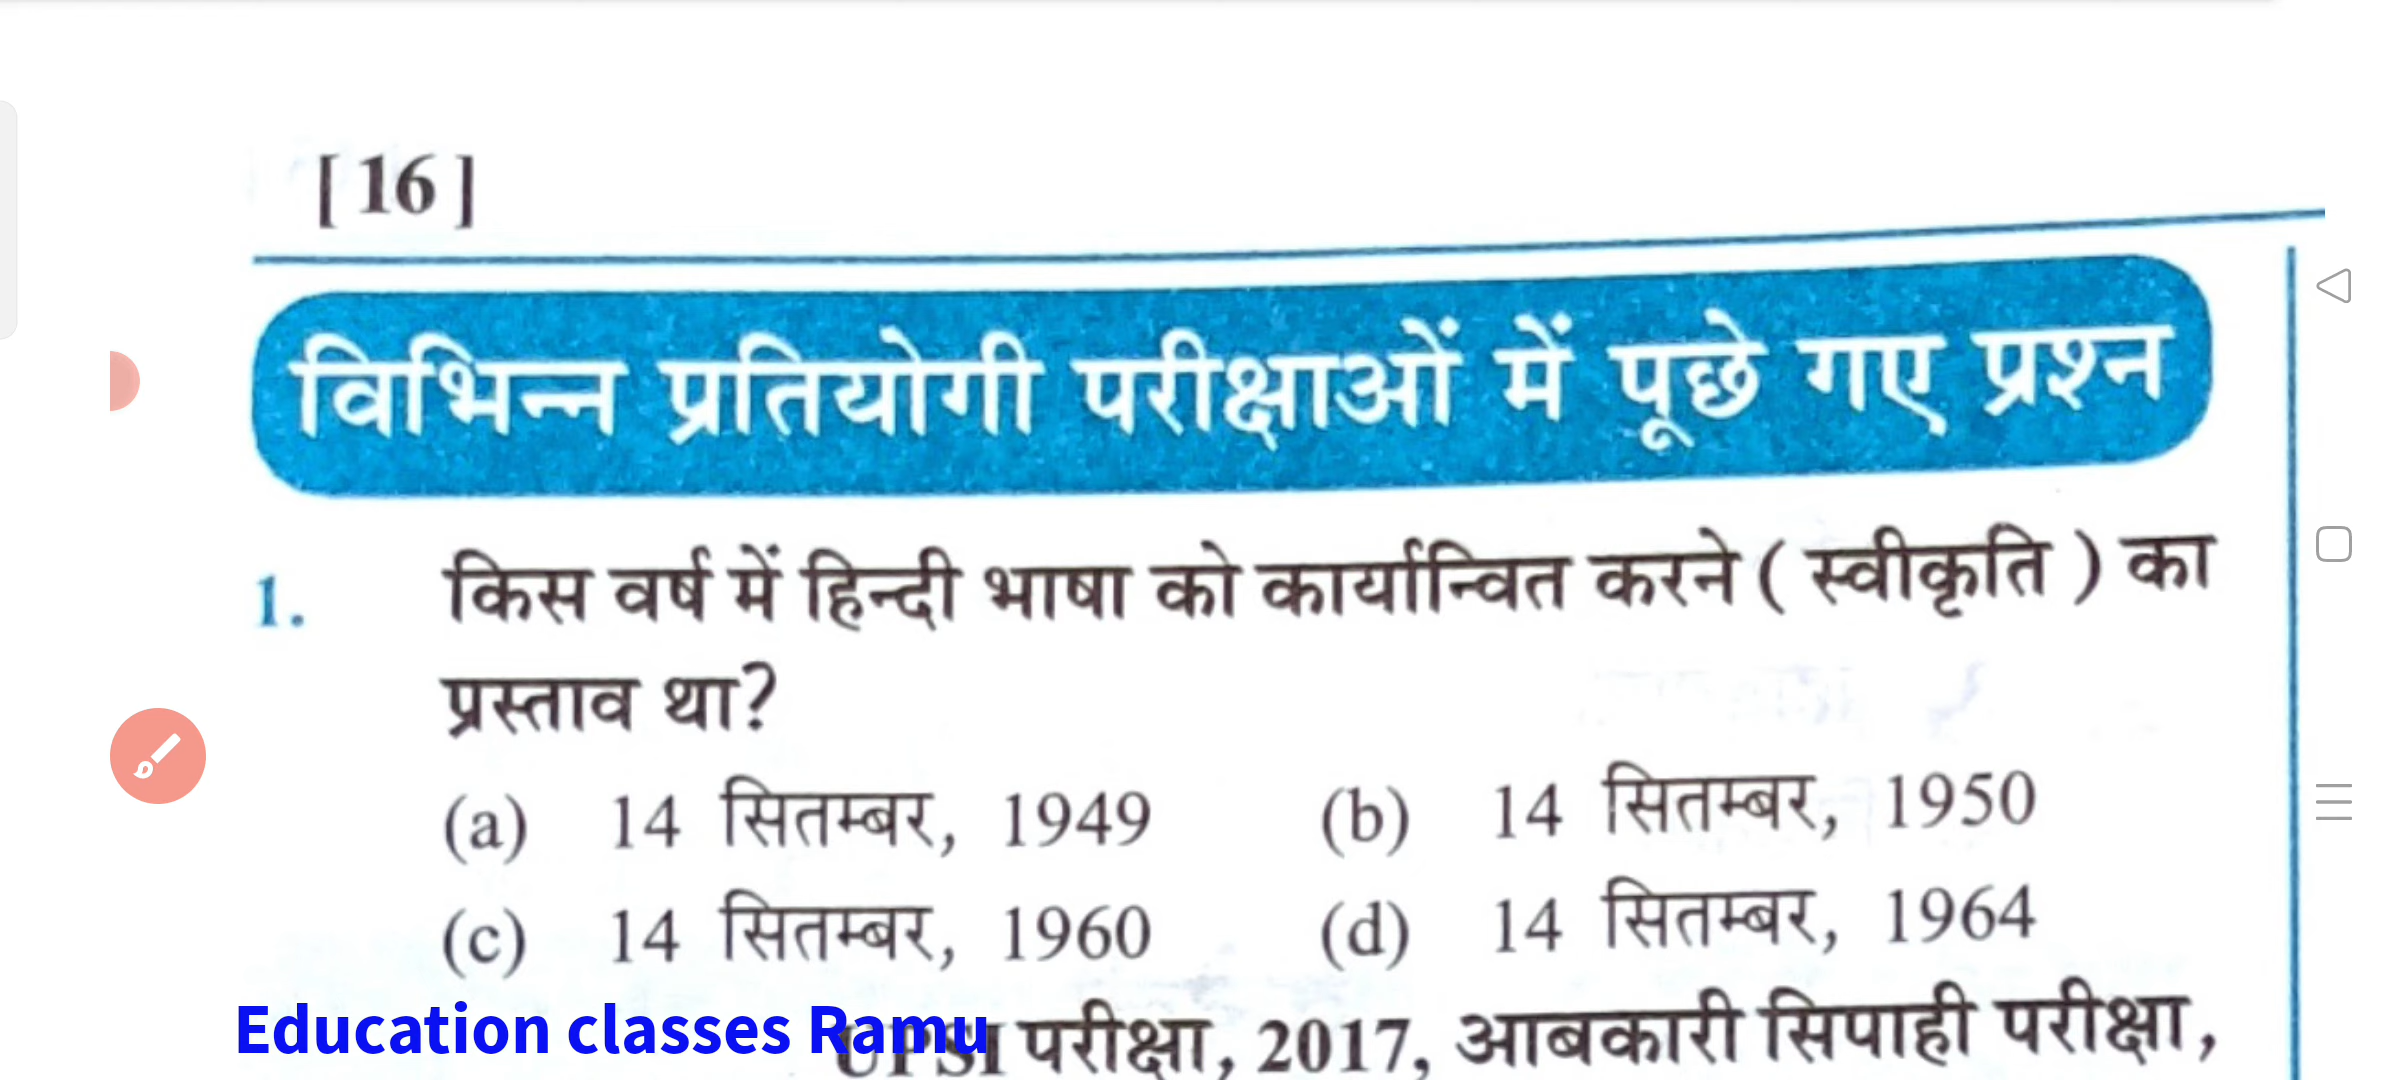 [ 16 ]
विभिन्न प्रतियोगी परीक्षाओं में पूछे गए प्रश्न
1. किस वर्ष में हिन्दी भाषा को कार्यान्वित करने ( स्वीकृति ) का
प्रस्ताव था?
(a) 14 सितम्बर, 1949 (b) 14 सितम्बर, 1950
(c) 14 सितम्बर, 1960 (d) 14 सितम्बर, 1964
Education classes Ramu
UPSI परीक्षा, 2017, आबकारी सिपाही परीक्षा,